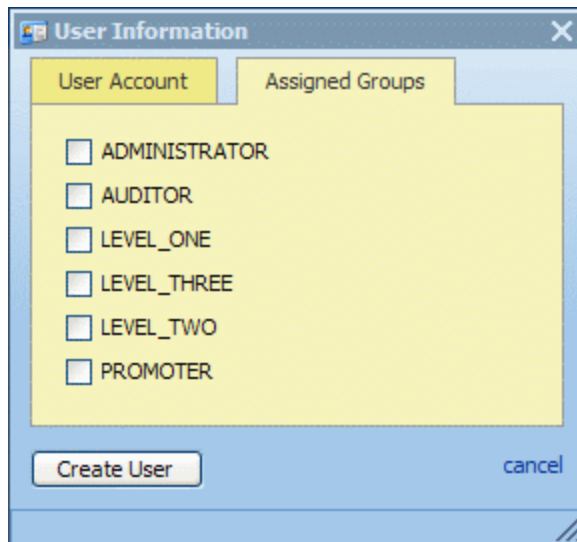 User Information
User Account Assigned Groups
ADMINISTRATOR
AUDITOR
LEVEL_ONE
LEVEL_THREE
LEVEL_TWO
PROMOTER
Create User cancel